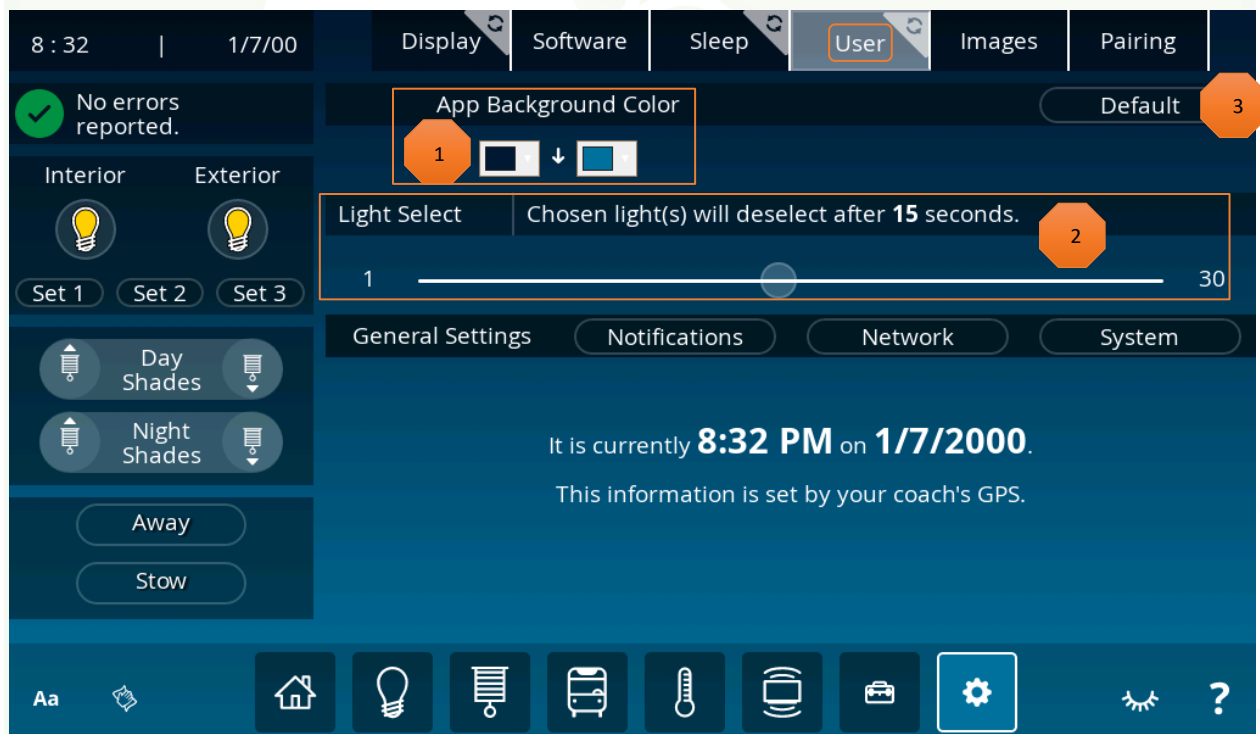 8 : 32 | 1/7/00
Display
Software
Sleep
User
Images
Pairing
No errors
reported.
App Background Color
Default
3
1
Interior Exterior
Light Select
Chosen light(s) will deselect after 15 seconds.
2
1
30
Set 1 Set 2 Set 3
General Settings
Notifications
Network
System
Day
Shades
Night
Shades
It is currently 8:32 PM on 1/7/2000.
This information is set by your coach's GPS.
Away
Stow
Aa
?